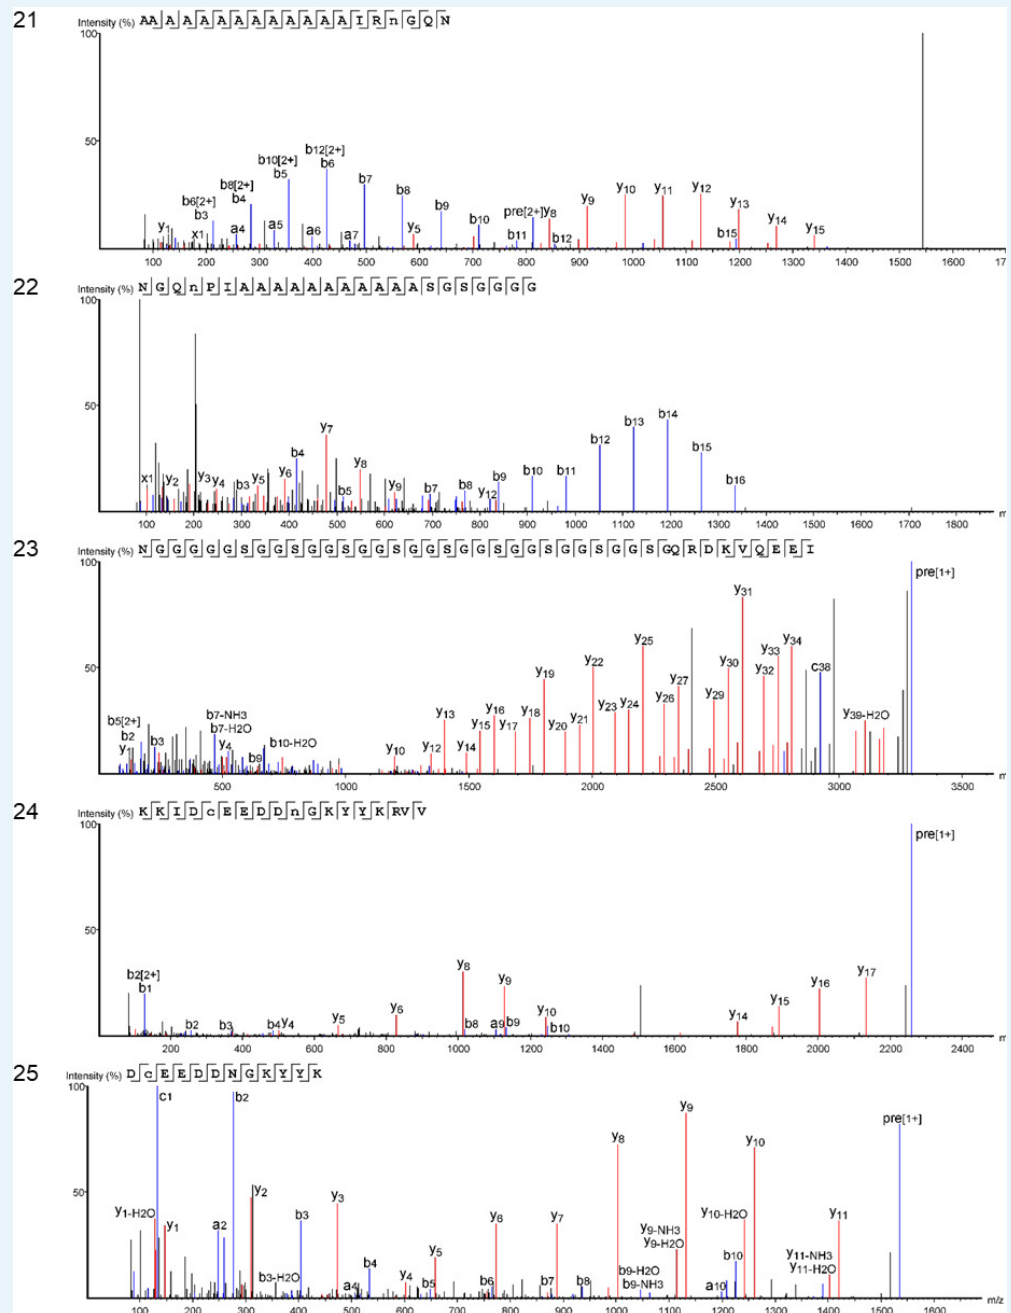 21
Intensity (%) AAAAAAAAAAAAAIRnGQN
100
b12[2+]
b10[2+] b6
b8[2+] b5 b7
b6[2+] b4 b8 y9 y10 y11 y12
b3 b9 pre[2+] y8 y13
y1 x1 a4 a5 a6 a7 y5 b10 b11 b12 b15 y14 y15
50
100 200 300 400 500 600 700 800 900 1000 1100 1200 1300 1400 1500 1600 17
22
Intensity (%) NGQnPIAAAAAAAAAAASGSGGGG
100
50
x1 y2 y3 y4 b3 y5 y6 b4 y7 b5 y8 y9 b7 b8 y12 b9 b10 b11 b12 b13 b14 b15 b16
100 200 300 400 500 600 700 800 900 1000 1100 1200 1300 1400 1500 1600 1700 1800 m
23
Intensity (%) NGGGGGSGGSGGSGGSGGSGGSGGSGGSGGSGQRDKVQEEI
100
pre[1+]
50
b5[2+] b7-NH3
b2 b3 b7-H2O b10-H2O
y1 y4 b9 y10 y12 y13 y14 y15 y16 y17 y18 y19 y20 y21 y22 y23 y24 y25 y26 y27 y29 y30 y31 y32 y33 y34 c38 y39-H2O
500 1000 1500 2000 2500 3000 3500 m
24
Intensity (%) KKIDcEEDDnGKYYKRVV
100
pre[1+]
50
b2[2+]
b1 b2 b3 b4 y4 y5 y6 y8 b8 a9 y9 b9 y10 b10 y14 y15 y16 y17
200 400 600 800 1000 1200 1400 1600 1800 2000 2200 2400 m
25
Intensity (%) DcEEDDNGKYYK
100
c1 b2 y9 pre[1+]
y8 y10
50
y1-H2O y1 a2 y2 b3 y3 y6 y7 y9-NH3 y10-H2O y11
y9-H2O
b3-H2O a4 b4 y4 b5 y5 b6 b7 b8 b9-H2O a10 b10 y11-NH3
b9-NH3 y11-H2O
100 200 300 400 500 600 700 800 900 1000 1100 1200 1300 1400 1500 1600 m/z